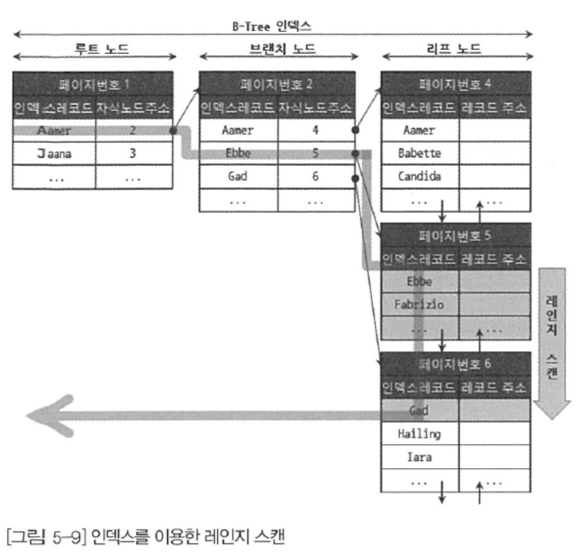 B-Tree 인덱스
루트 노드
브랜치 노드
리프 노드
페이지번호 1
인덱스레코드 자식노드주소
Aamer 2
Jaana 3
... ...
페이지번호 2
인덱스레코드 자식노드주소
Aamer 4
Ebbe 5
Gad 6
... ...
페이지번호 4
인덱스레코드 레코드 주소
Aamer
Babette
Candida
... ...
페이지번호 5
인덱스레코드 레코드 주소
Ebbe
Fabrizio
... ...
페이지번호 6
인덱스레코드 레코드 주소
Gad
Hailing
Iara
... ...
레인지 스캔
[그림 5-9] 인덱스를 이용한 레인지 스캔